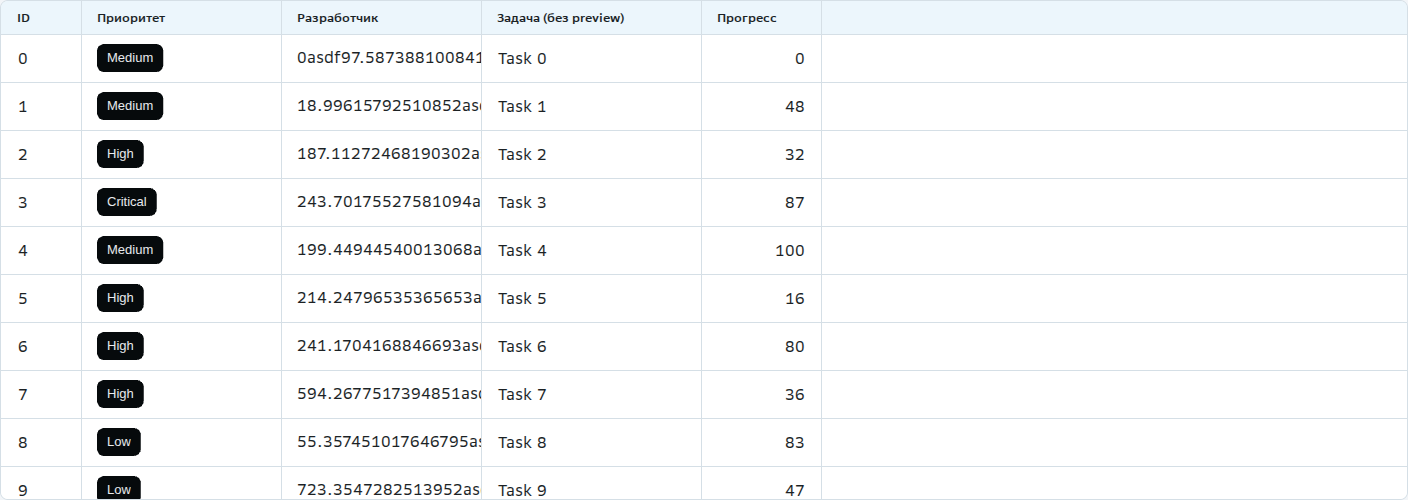 ID Приоритет Разработчик Задача (без preview) Прогресс
0 Medium 0asdf97.587388100841 Task 0 0
1 Medium 18.99615792510852as Task 1 48
2 High 187.11272468190302a Task 2 32
3 Critical 243.70175527581094a Task 3 87
4 Medium 199.44944540013068a Task 4 100
5 High 214.24796535365653a Task 5 16
6 High 241.1704168846693as Task 6 80
7 High 594.2677517394851as Task 7 36
8 Low 55.357451017646795a Task 8 83
9 Low 723.3547282513952as Task 9 47